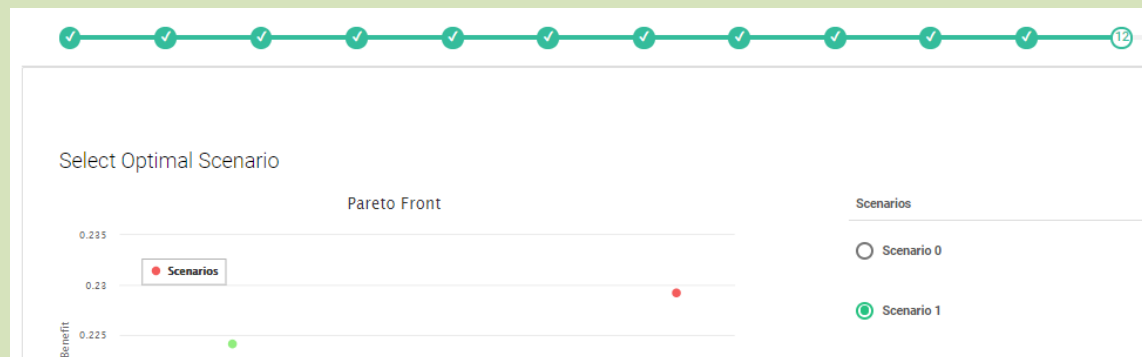 12
Select Optimal Scenario
Pareto Front
Scenarios
0.235
Scenario 0
Scenarios
0.23
Scenario 1
0.225
Benefit